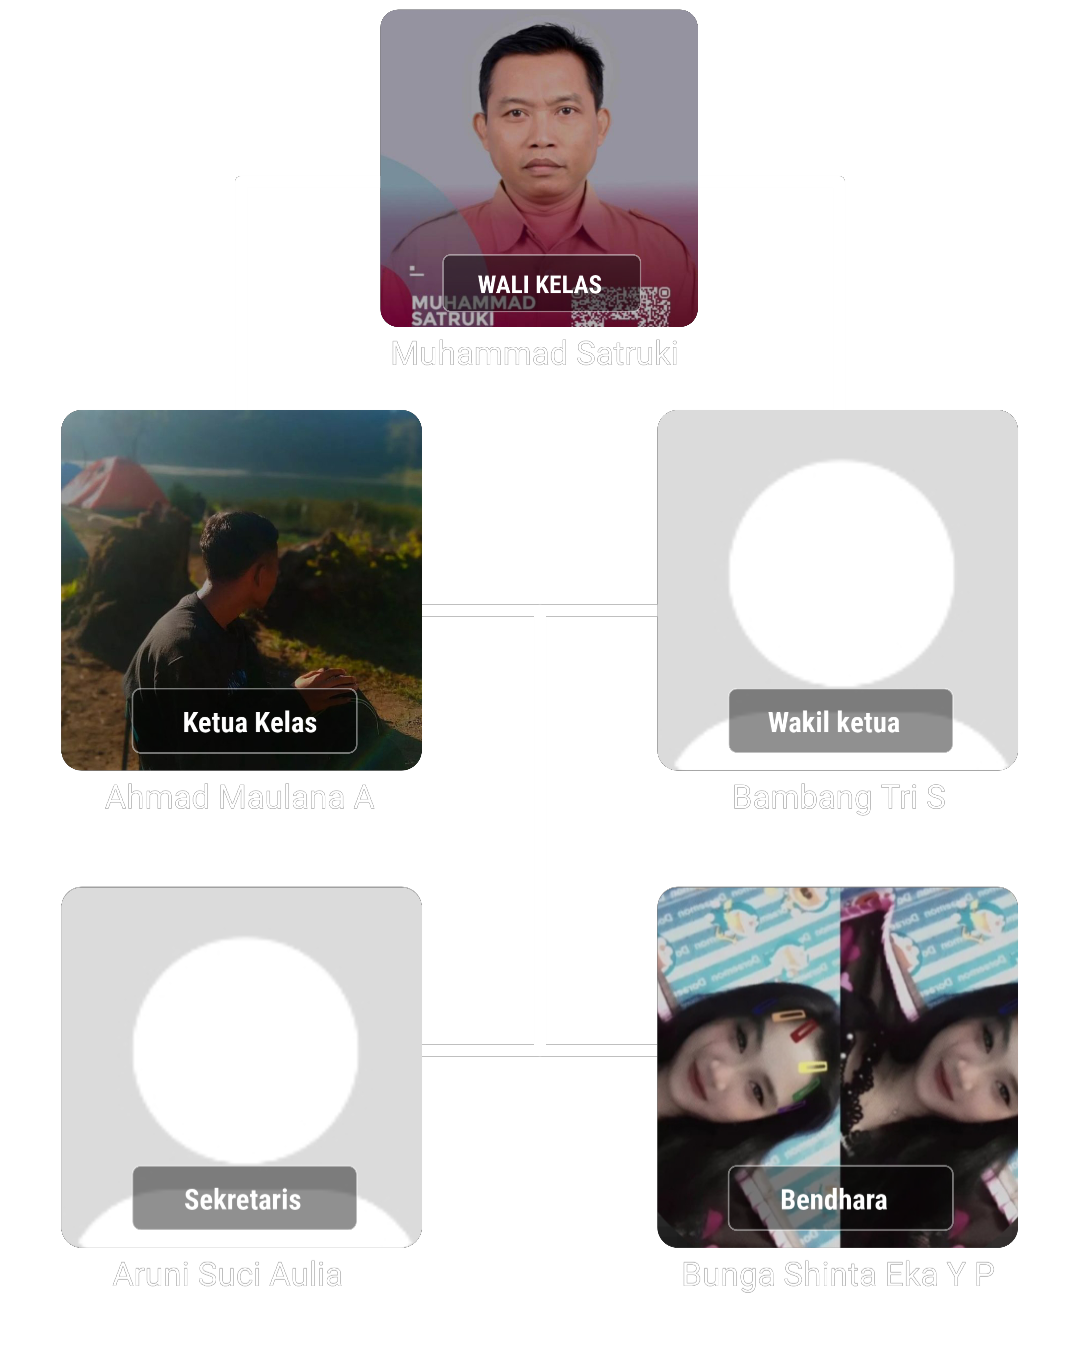 WALI KELAS
MUHAMMAD
SATRUKI
Muhammad Satruki
Ketua Kelas
Wakil ketua
Ahmad Maulana A
Bambang Tri S
Sekretaris
Bendhara
Aruni Suci Aulia
Bunga Shinta Eka Y P